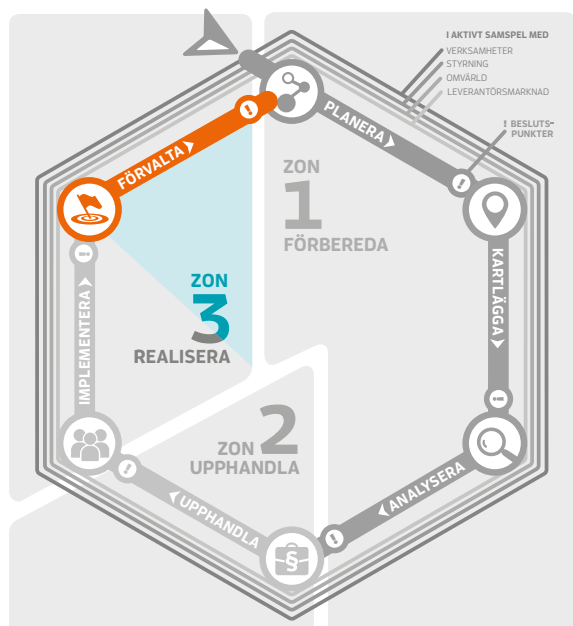 I AKTIVT SAMSPEL MED
VERKSAMHETER
STYRNING
OMVÄRLD
LEVERANTÖRSMARKNAD
! BESLUTS-
PUNKTER
PLANERA
FÖRVALTA
ZON
1
FÖRBEREDA
KARTLÄGGA
ZON
3
REALISERA
IMPLEMENTERA
ZON 2
UPPHANDLA
ANALYSERA
UPPHANDLA
§
!
!
!
!
!
!